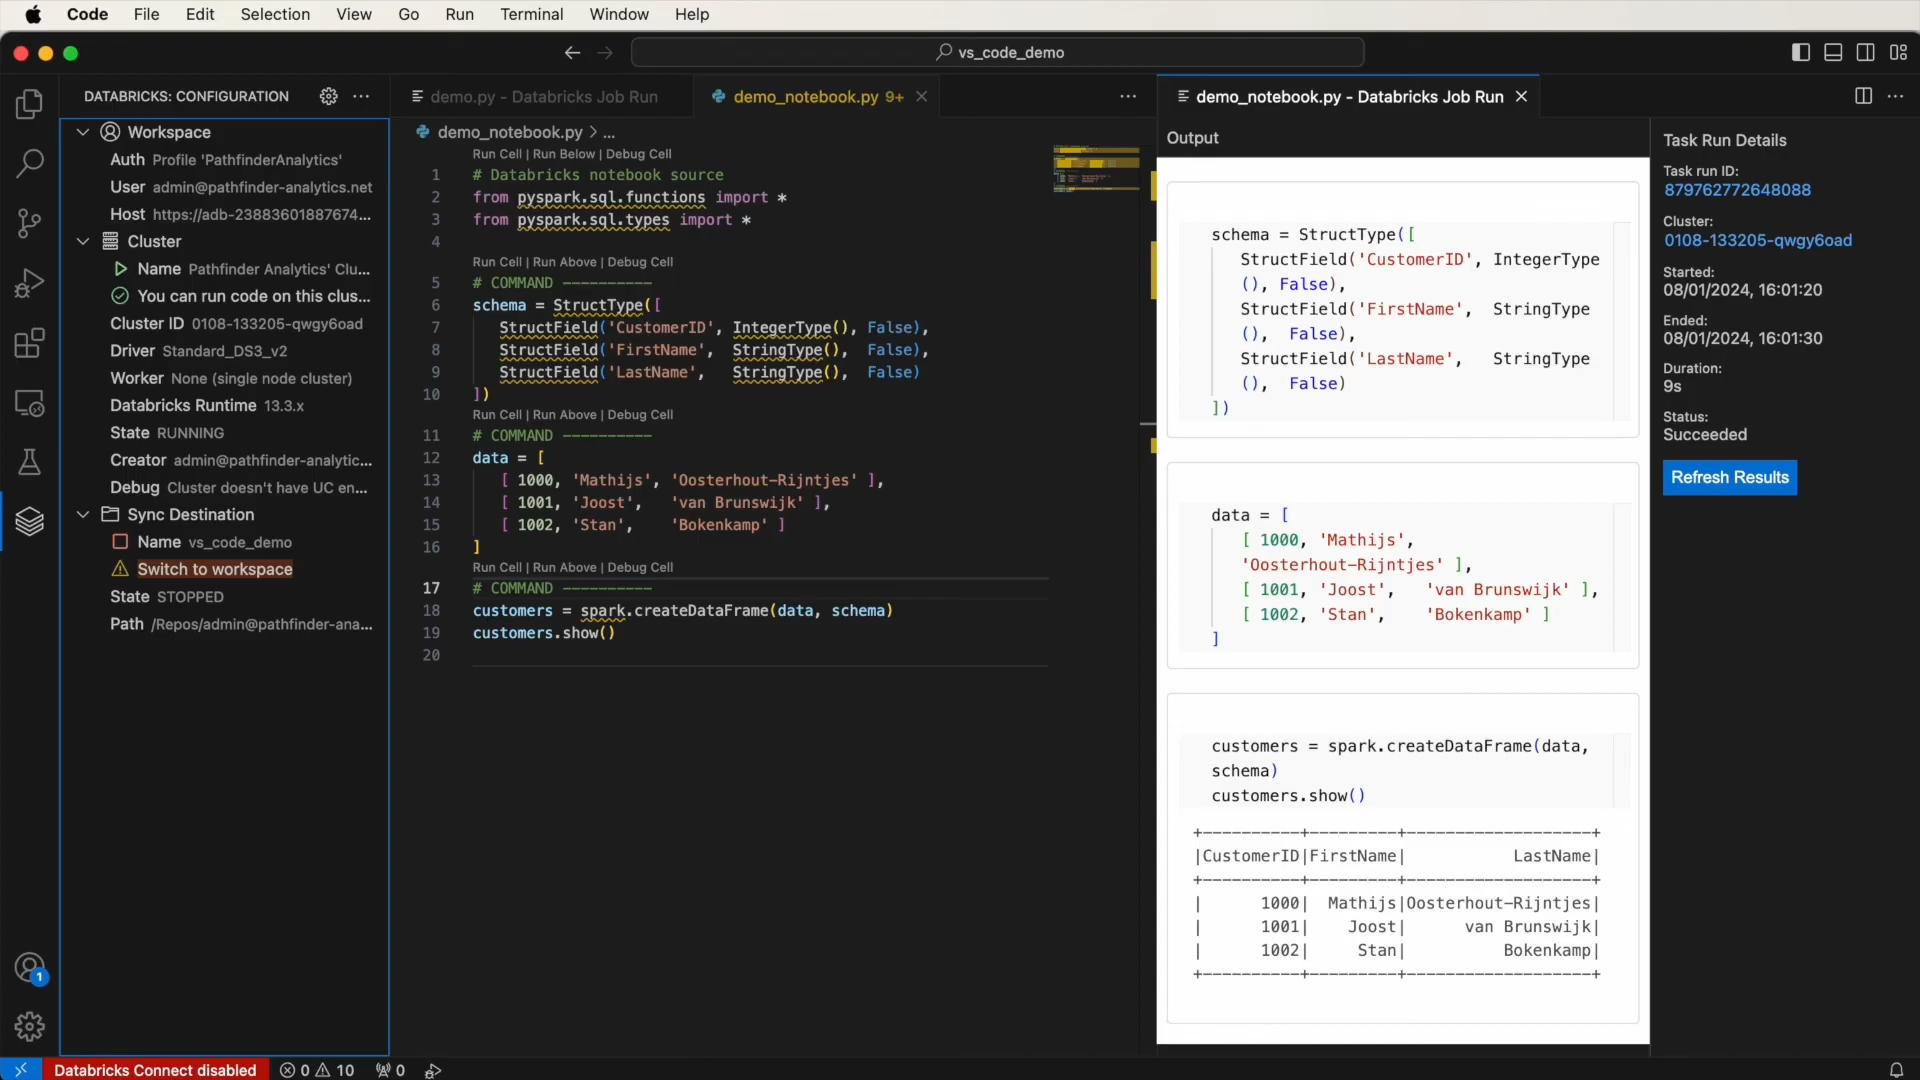 Code File Edit Selection View Go Run Terminal Window Help
vs_code_demo
DATABRICKS: CONFIGURATION
Workspace
Auth Profile 'PathfinderAnalytics'
User admin@pathfinder-analytics.net
Host https://adb-23883601887674...
Cluster
Name Pathfinder Analytics' Clu...
You can run code on this clus...
Cluster ID 0108-133205-qwgy6oad
Driver Standard_DS3_v2
Worker None (single node cluster)
Databricks Runtime 13.3.x
State RUNNING
Creator admin@pathfinder-analytic...
Debug Cluster doesn't have UC en...
Sync Destination
Name vs_code_demo
Switch to workspace
State STOPPED
Path /Repos/admin@pathfinder-ana...
demo.py - Databricks Job Run
demo_notebook.py 9+
demo_notebook.py > ...
Run Cell | Run Below | Debug Cell
1 # Databricks notebook source
2 from pyspark.sql.functions import *
3 from pyspark.sql.types import *
4
Run Cell | Run Above | Debug Cell
5 # COMMAND ----------
6 schema = StructType([
7 StructField('CustomerID', IntegerType(), False),
8 StructField('FirstName', StringType(), False),
9 StructField('LastName', StringType(), False)
10 ])
Run Cell | Run Above | Debug Cell
11 # COMMAND ----------
12 data = [
13 [ 1000, 'Mathijs', 'Oosterhout-Rijntjes' ],
14 [ 1001, 'Joost', 'van Brunswijk' ],
15 [ 1002, 'Stan', 'Bokenkamp' ]
16 ]
Run Cell | Run Above | Debug Cell
17 # COMMAND ----------
18 customers = spark.createDataFrame(data, schema)
19 customers.show()
20
demo_notebook.py - Databricks Job Run
Output
schema = StructType([
StructField('CustomerID', IntegerType
(), False),
StructField('FirstName', StringType
(), False),
StructField('LastName', StringType
(), False)
])
data = [
[ 1000, 'Mathijs',
'Oosterhout-Rijntjes' ],
[ 1001, 'Joost', 'van Brunswijk' ],
[ 1002, 'Stan', 'Bokenkamp' ]
]
customers = spark.createDataFrame(data,
schema)
customers.show()
+----------+---------+-------------------+
|CustomerID|FirstName|           LastName|
+----------+---------+-------------------+
|      1000|  Mathijs|Oosterhout-Rijntjes|
|      1001|    Joost|      van Brunswijk|
|      1002|     Stan|          Bokenkamp|
+----------+---------+-------------------+
Task Run Details
Task run ID:
879762772648088
Cluster:
0108-133205-qwgy6oad
Started:
08/01/2024, 16:01:20
Ended:
08/01/2024, 16:01:30
Duration:
9s
Status:
Succeeded
Refresh Results
1
Databricks Connect disabled 0 10 0